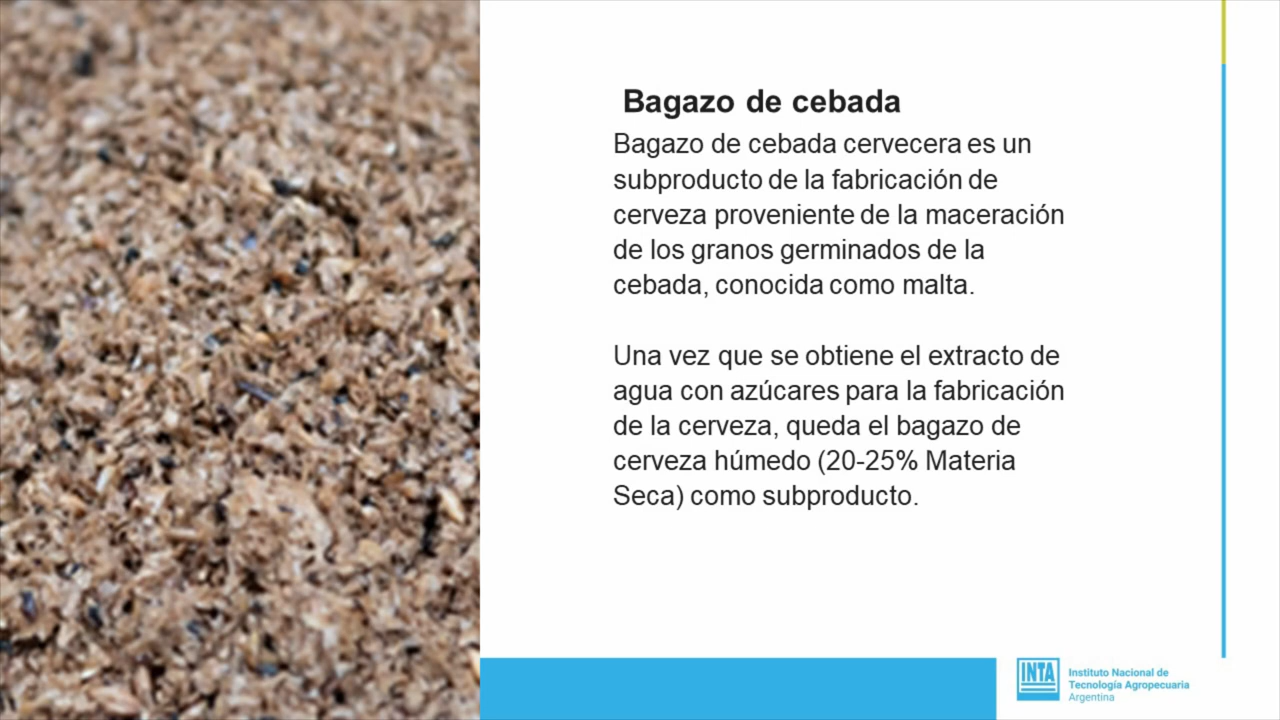 Bagazo de cebada
Bagazo de cebada cervecera es un
subproducto de la fabricación de
cerveza proveniente de la maceración
de los granos germinados de la
cebada, conocida como malta.
Una vez que se obtiene el extracto de
agua con azúcares para la fabricación
de la cerveza, queda el bagazo de
cerveza húmedo (20-25% Materia
Seca) como subproducto.
INTA
Instituto Nacional de
Tecnología Agropecuaria
Argentina